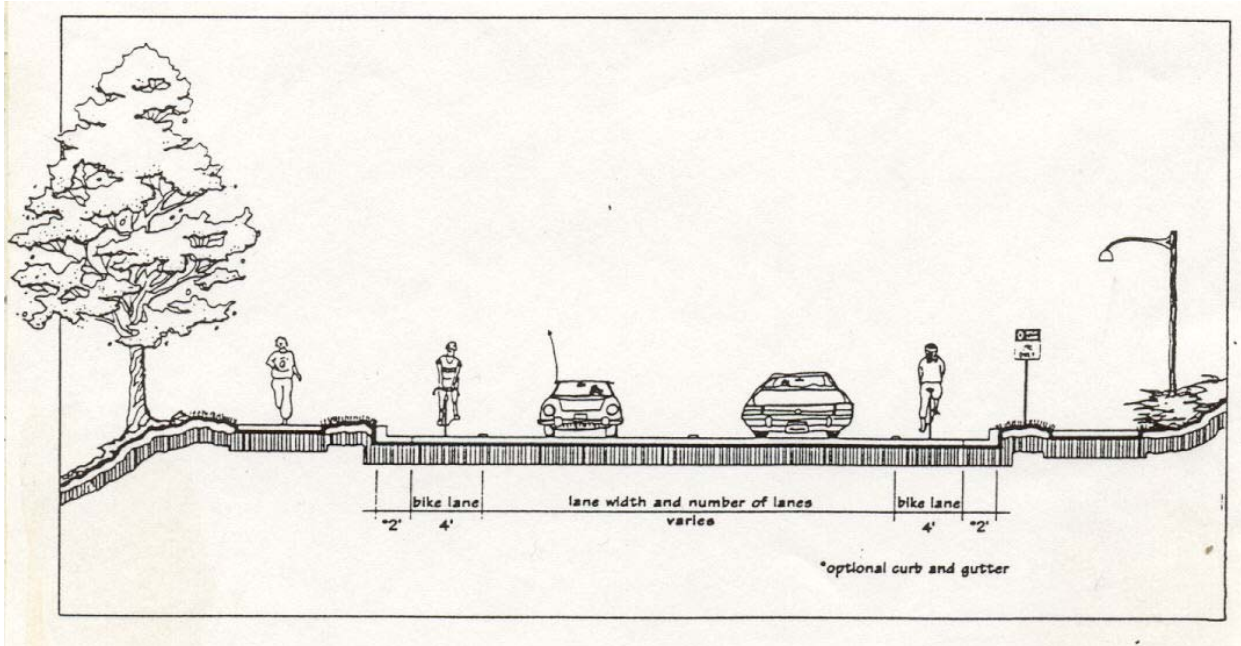 bike lane
lane width and number of lanes
bike lane
*2'
4'
varies
4'
*2'
*optional curb and gutter